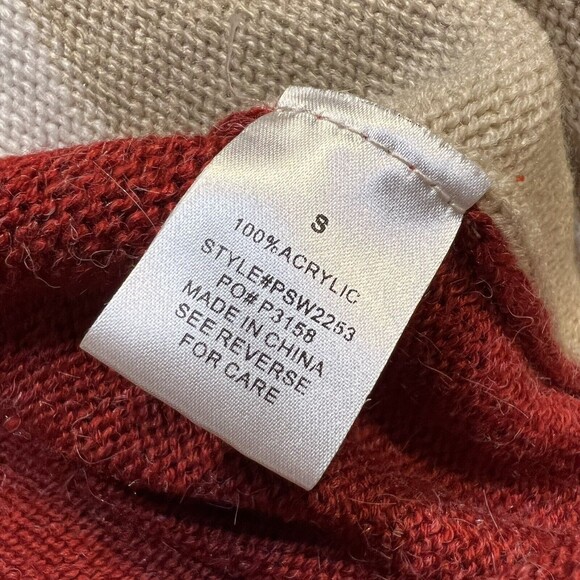 S
100%ACRYLIC
STYLE#PSW2253
PO# P3158
MADE IN CHINA
SEE REVERSE
FOR CARE